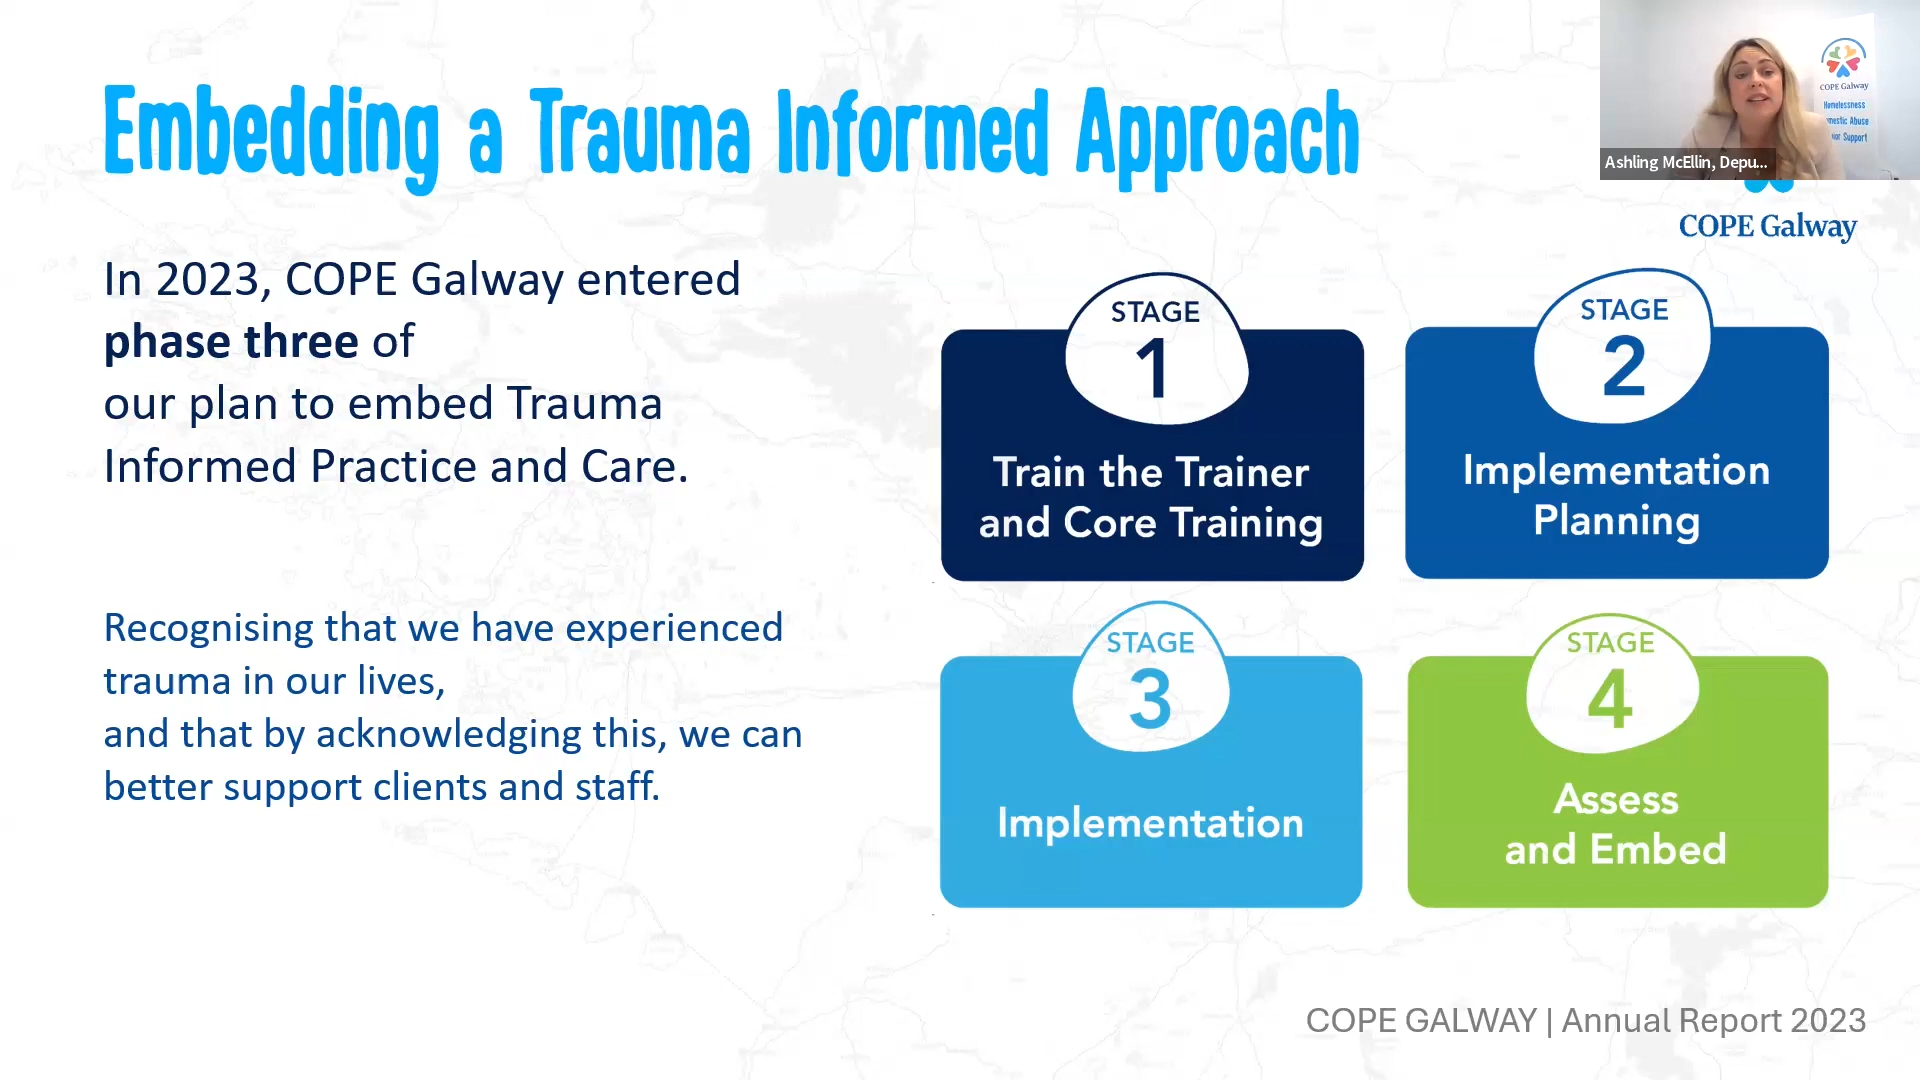 Embedding a Trauma Informed Approach
COPE Galway
Homelessness
Abuse
Support
Ashling McEllin, Depu...
COPE Galway
In 2023, COPE Galway entered
phase three of
our plan to embed Trauma
Informed Practice and Care.
Recognising that we have experienced
trauma in our lives,
and that by acknowledging this, we can
better support clients and staff.
STAGE
1
Train the Trainer
and Core Training
STAGE
2
Implementation
Planning
STAGE
3
Implementation
STAGE
4
Assess
and Embed
COPE GALWAY | Annual Report 2023